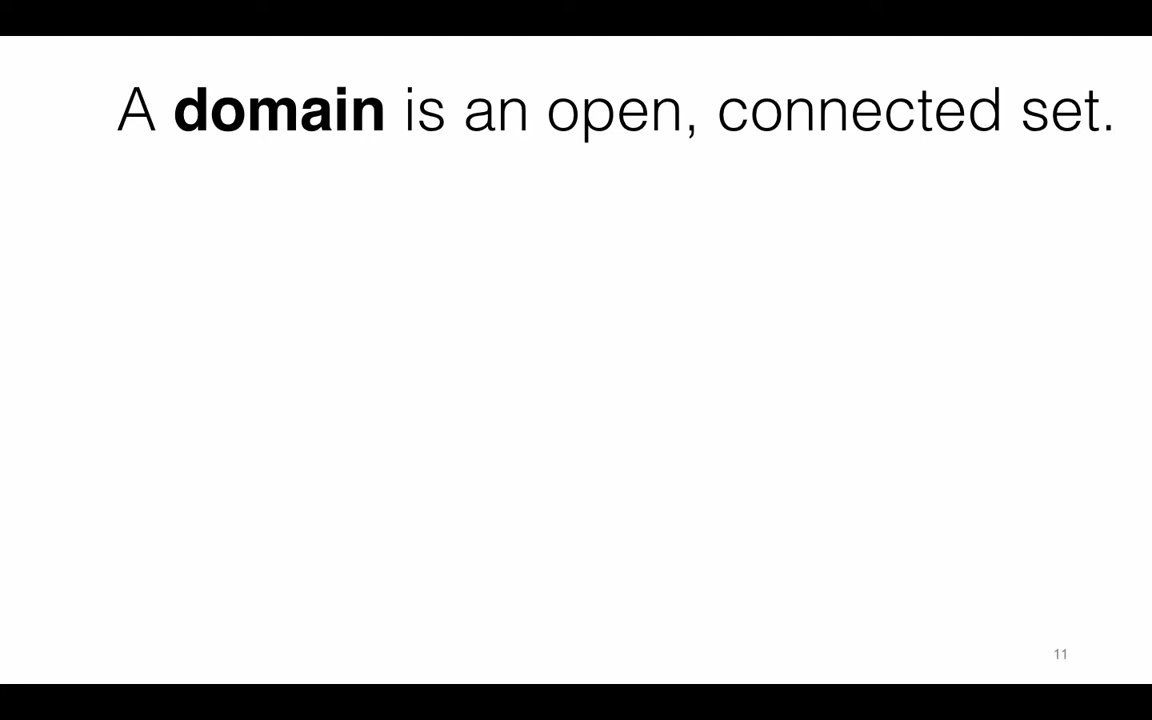 A domain is an open, connected set.
11